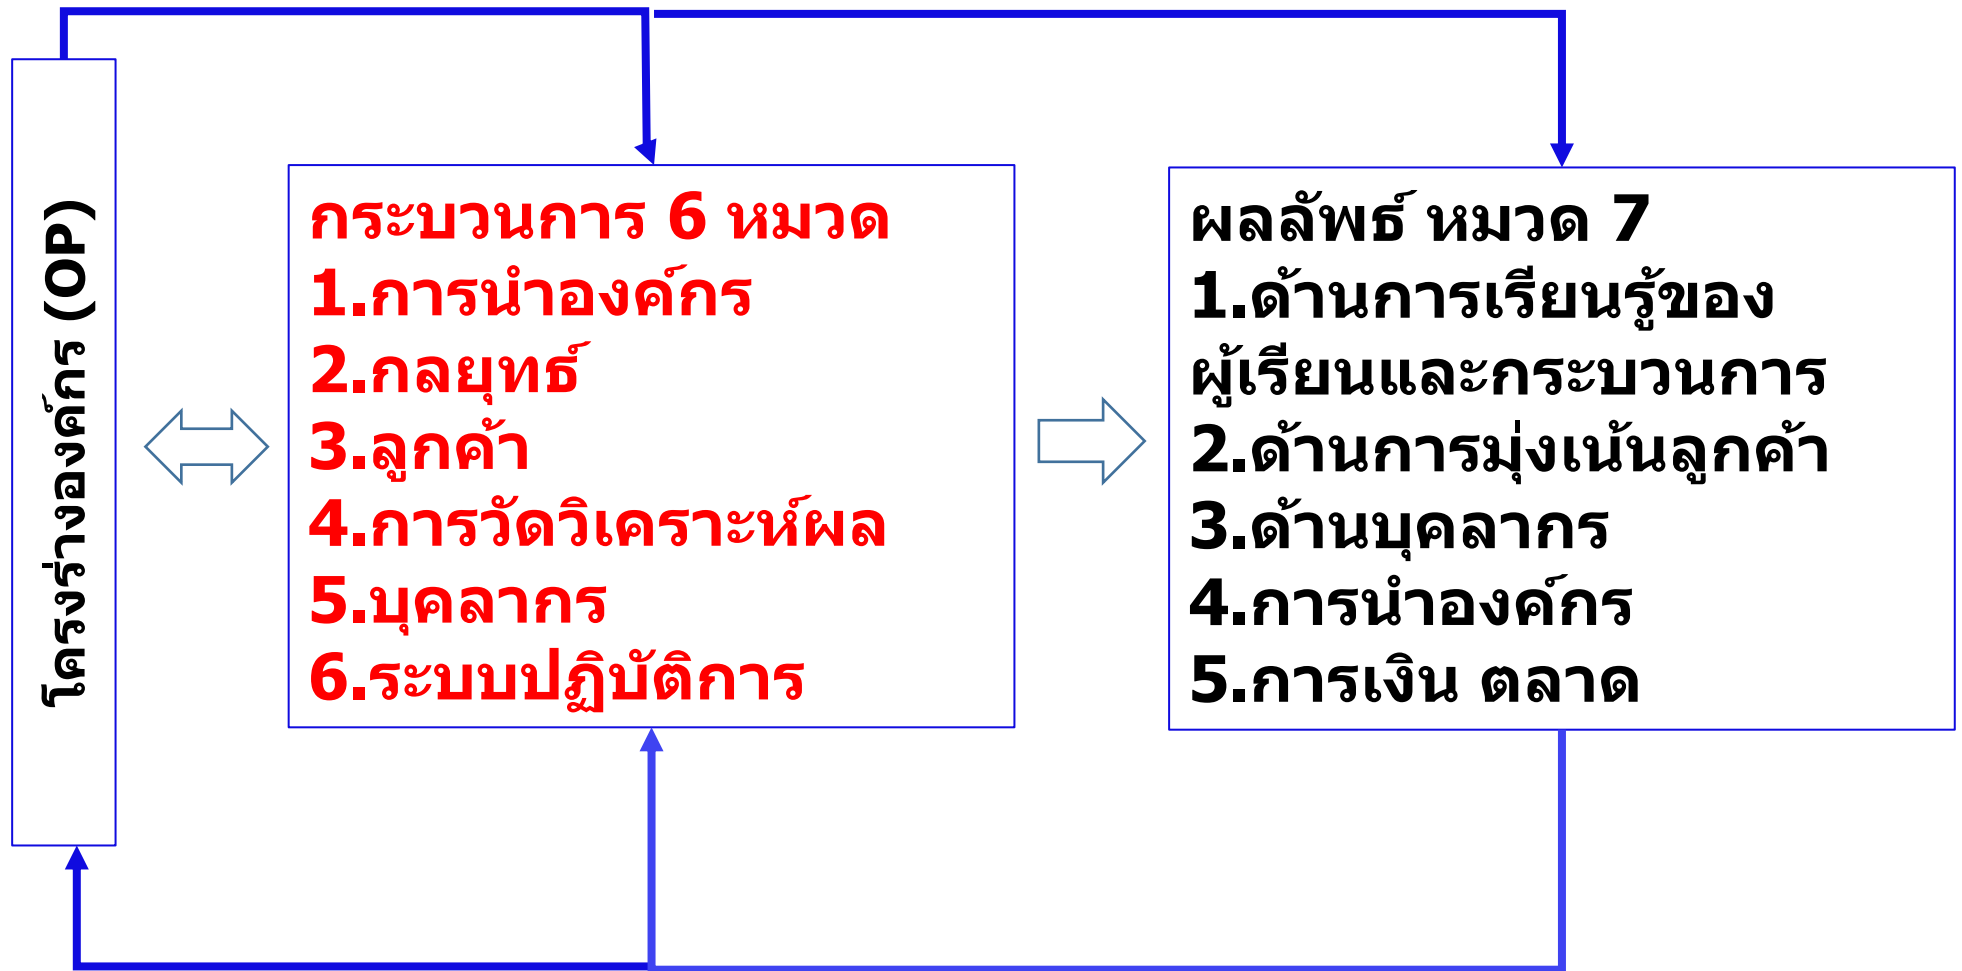 โครงร่างองค์กร (OP)
กระบวนการ 6 หมวด
1.การนำองค์กร
2.กลยุทธ์
3.ลูกค้า
4.การวัดวิเคราะห์ผล
5.บุคลากร
6.ระบบปฏิบัติการ
ผลลัพธ์ หมวด 7
1.ด้านการเรียนรู้ของ
ผู้เรียนและกระบวนการ
2.ด้านการมุ่งเน้นลูกค้า
3.ด้านบุคลากร
4.การนำองค์กร
5.การเงิน ตลาด